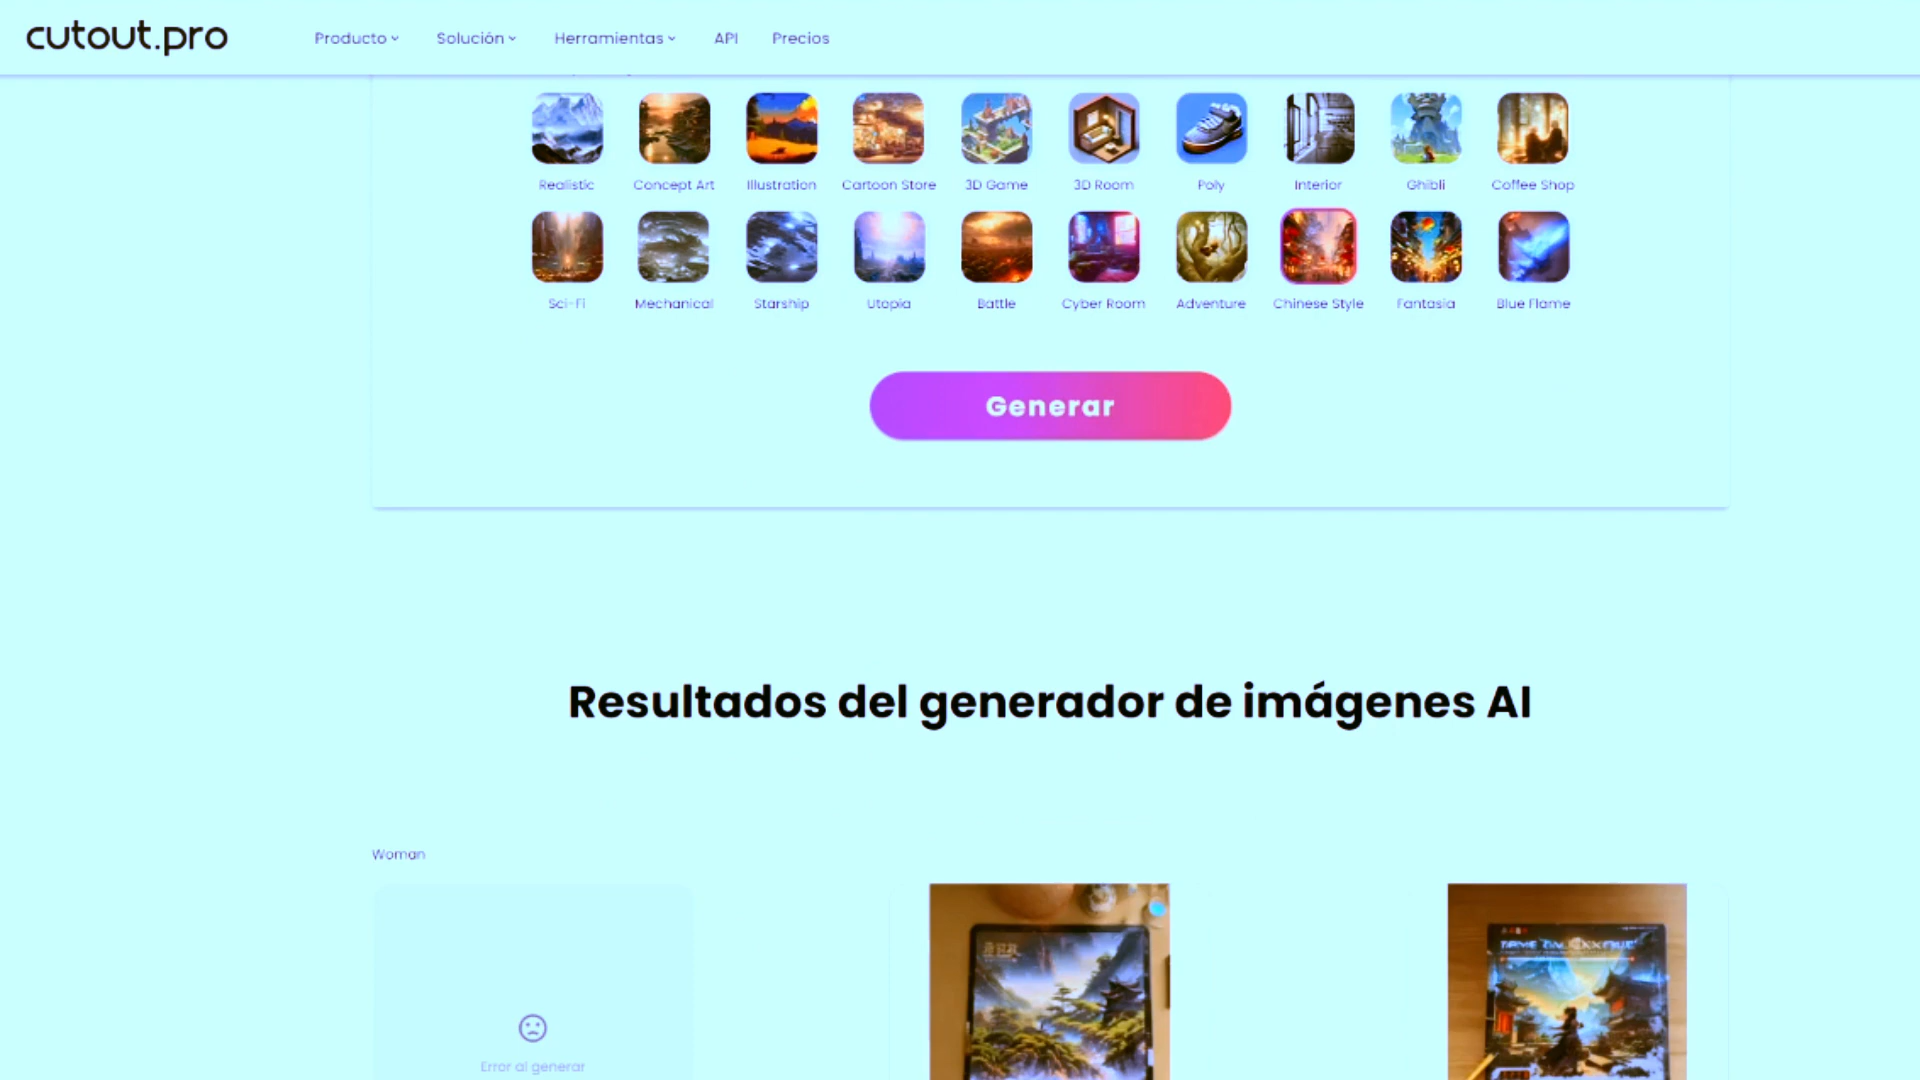 cutout.pro
Producto Solución Herramientas API Precios
Realistic Concept Art Illustration Cartoon Store 3D Game 3D Room Poly Interior Ghibli Coffee Shop
Sci-Fi Mechanical Starship Utopia Battle Cyber Room Adventure Chinese Style Fantasia Blue Flame
Generar
Resultados del generador de imágenes AI
Woman
Error al generar